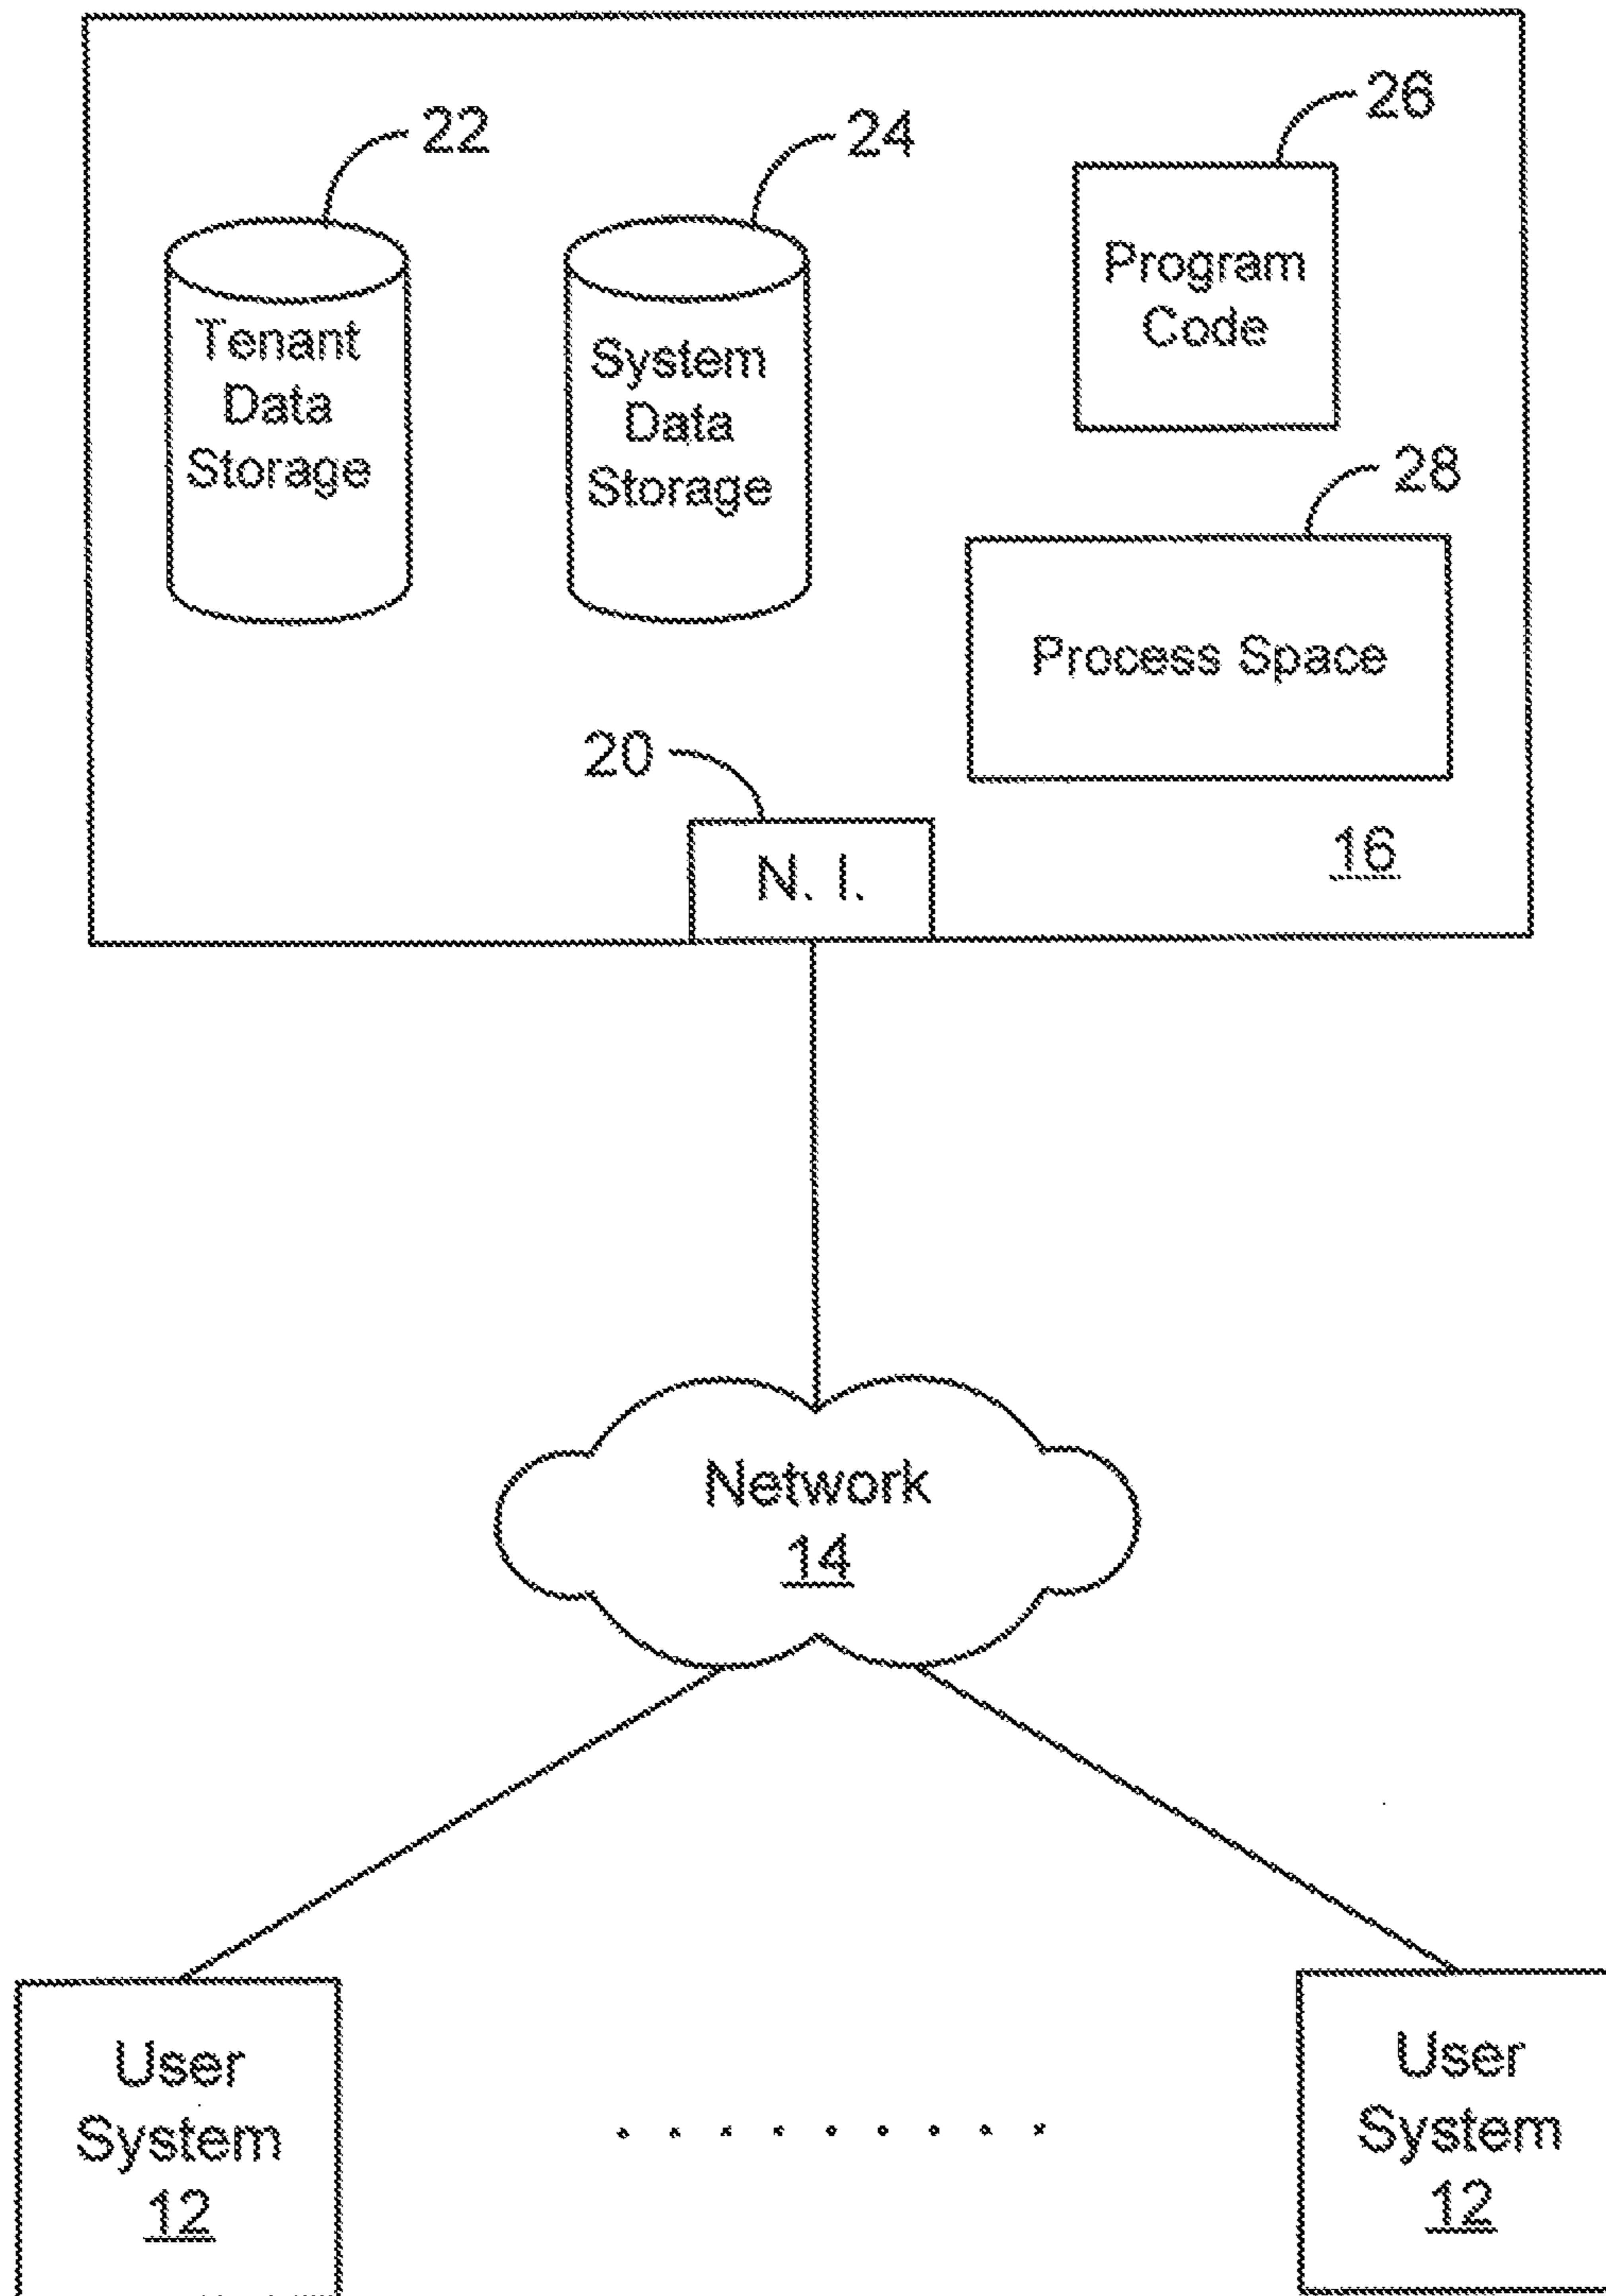 22
24
26
Tenant
Data
Storage
System
Data
Storage
Program
Code
28
Process Space
20
N. I.
16
Network
14
User
System
12
User
System
12